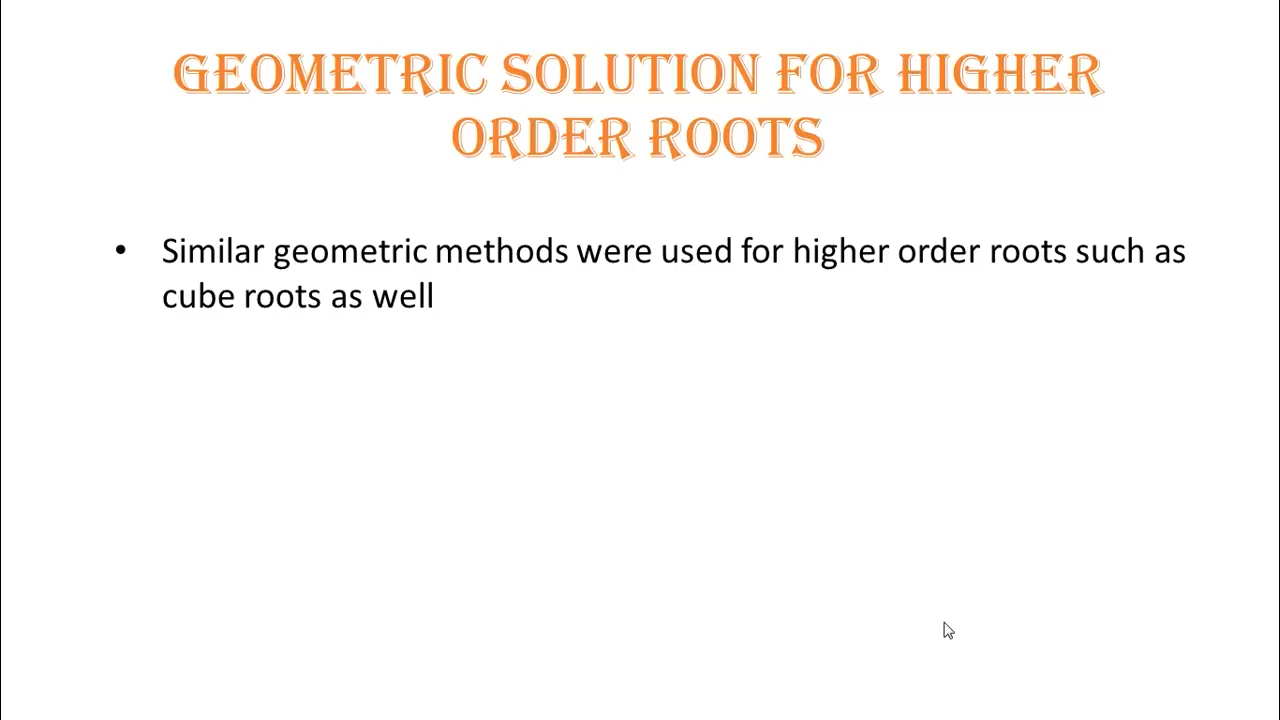 GEOMETRIC SOLUTION FOR HIGHER
ORDER ROOTS
• Similar geometric methods were used for higher order roots such as
cube roots as well